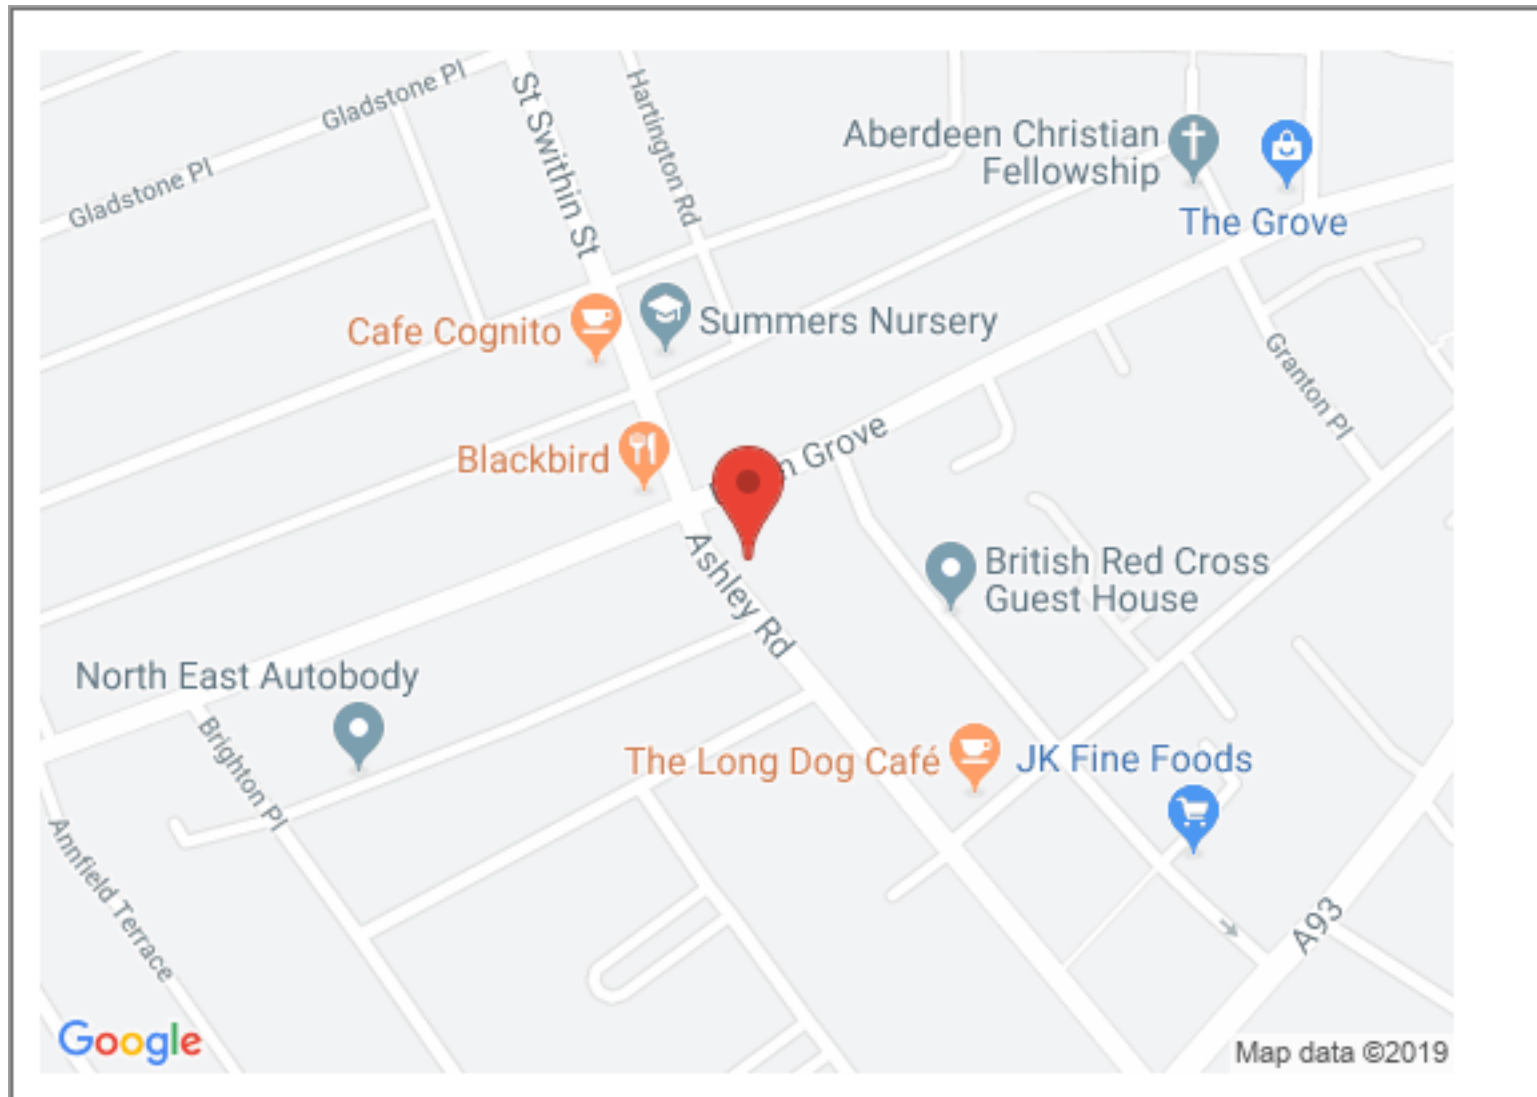 Gladstone Pl
St Swithin St
Hartington Rd
Aberdeen Christian
Fellowship
Gladstone Pl
The Grove
Cafe Cognito
Summers Nursery
Granton Pl
Blackbird
Grove
Ashley Rd
British Red Cross
Guest House
North East Autobody
Brighton Pl
The Long Dog Café
JK Fine Foods
Annfield Terrace
A93
Google
Map data ©2019